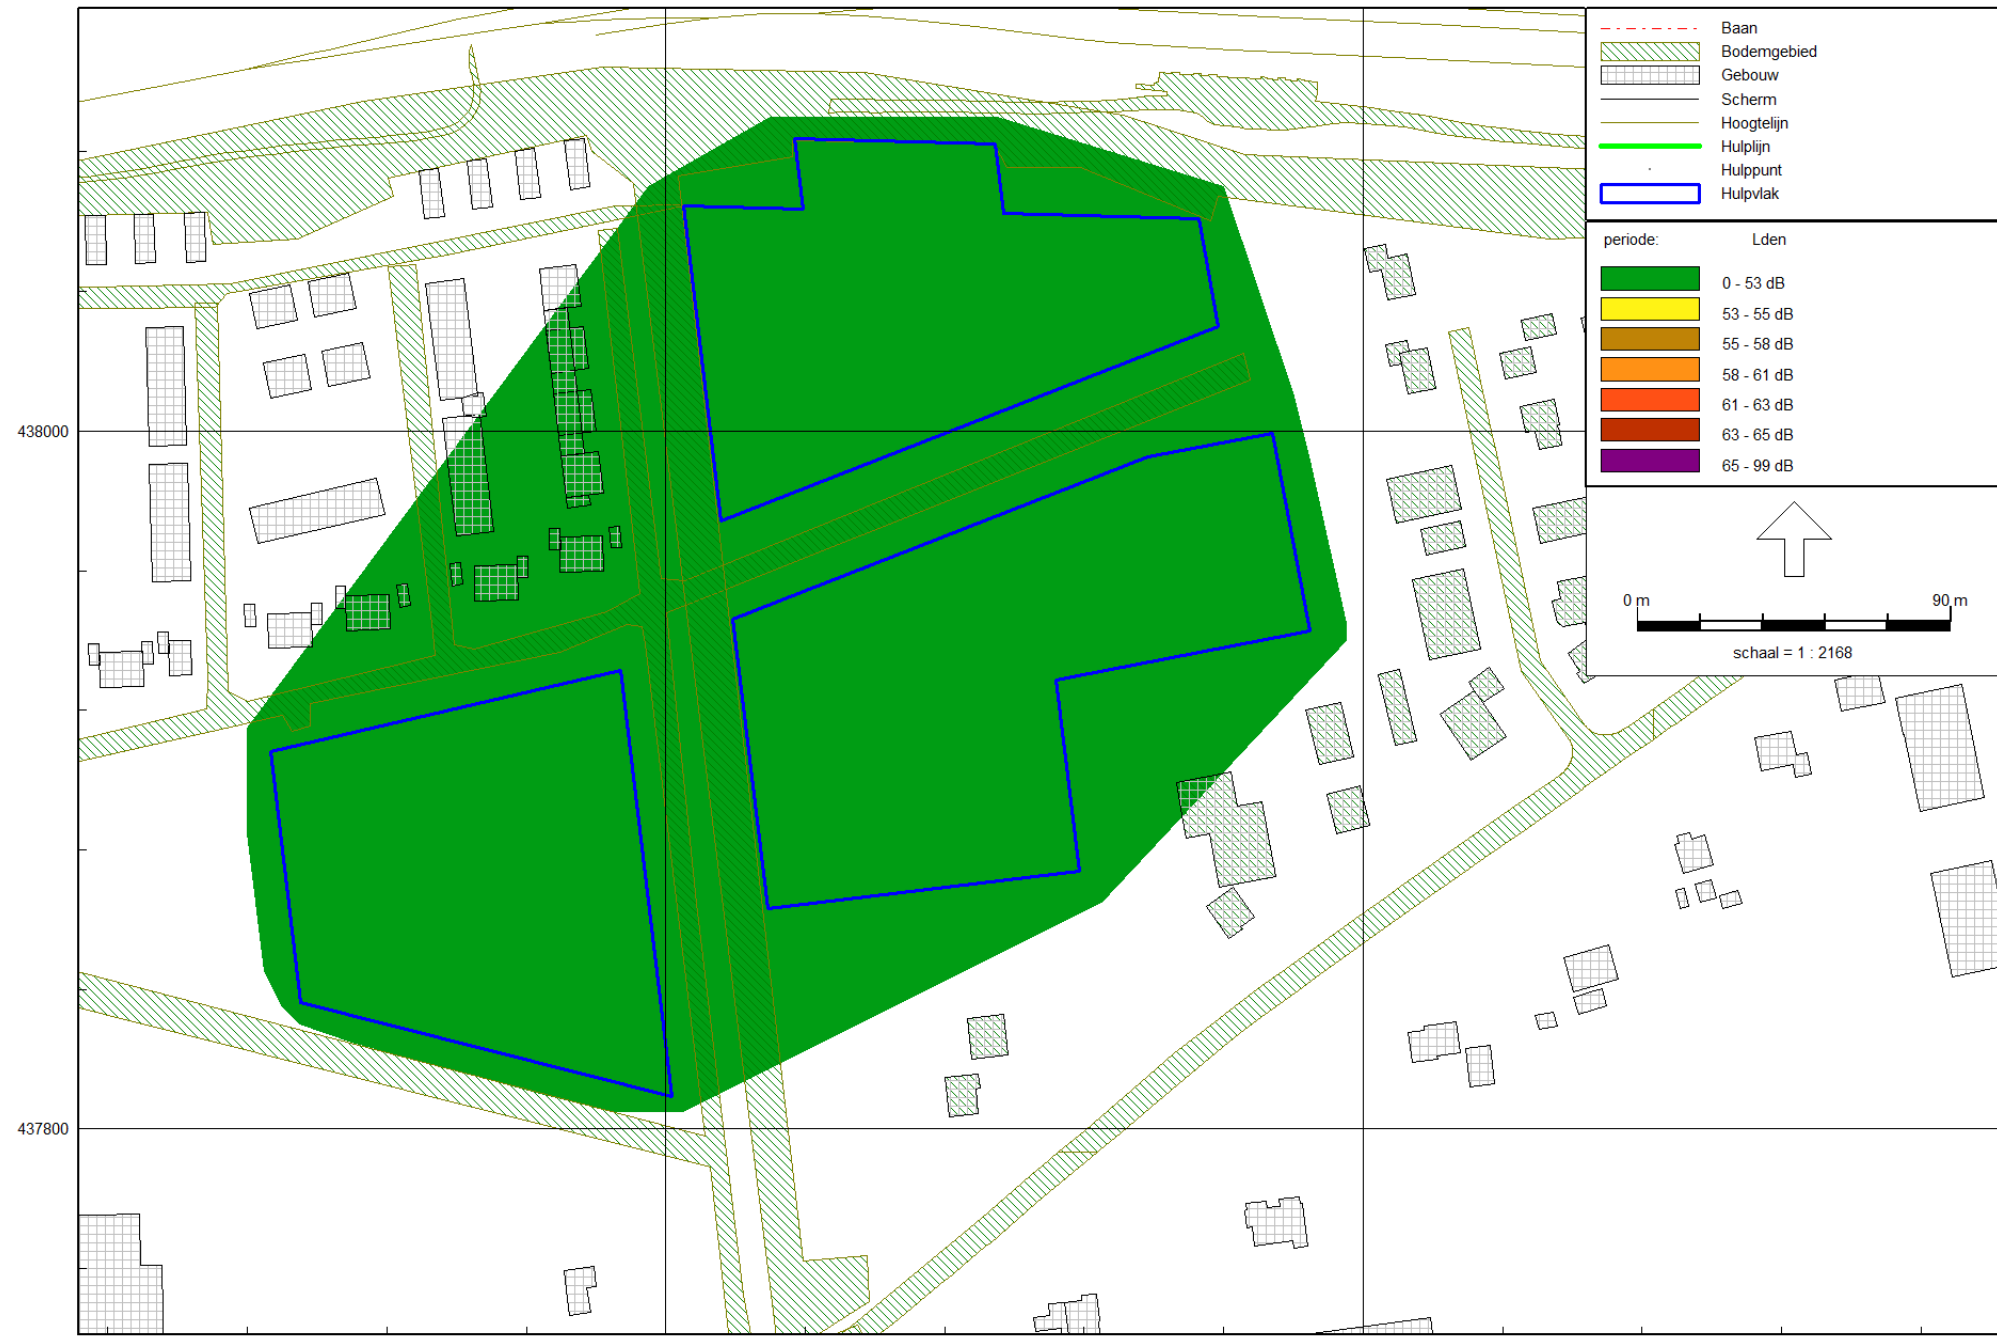 Baan
Bodemgebied
Gebouw
Scherm
Hoogtelijn
Hulplijn
Hulppunt
Hulpvlak
periode: Lden
0 - 53 dB
53 - 55 dB
55 - 58 dB
58 - 61 dB
61 - 63 dB
63 - 65 dB
65 - 99 dB
438000
0 m 90 m
schaal = 1 : 2168
437800